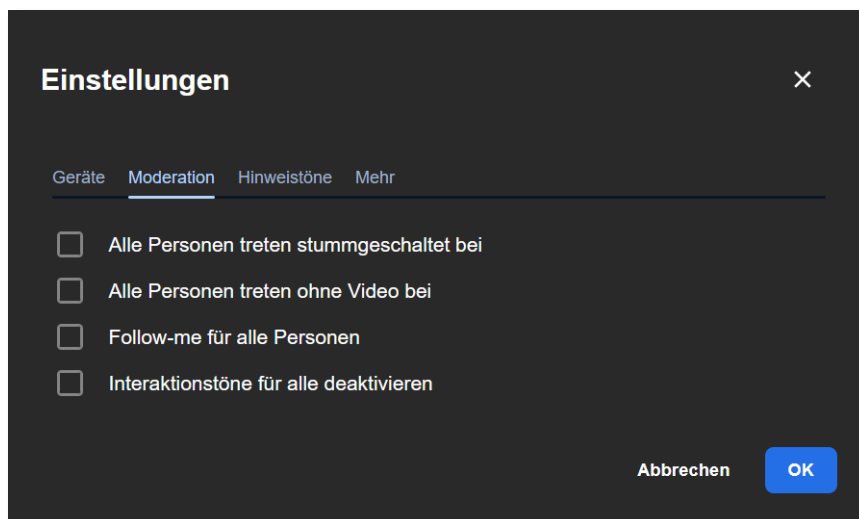 Einstellungen
Geräte Moderation Hinweistöne Mehr
Alle Personen treten stummgeschaltet bei
Alle Personen treten ohne Video bei
Follow-me für alle Personen
Interaktionstöne für alle deaktivieren
Abbrechen OK